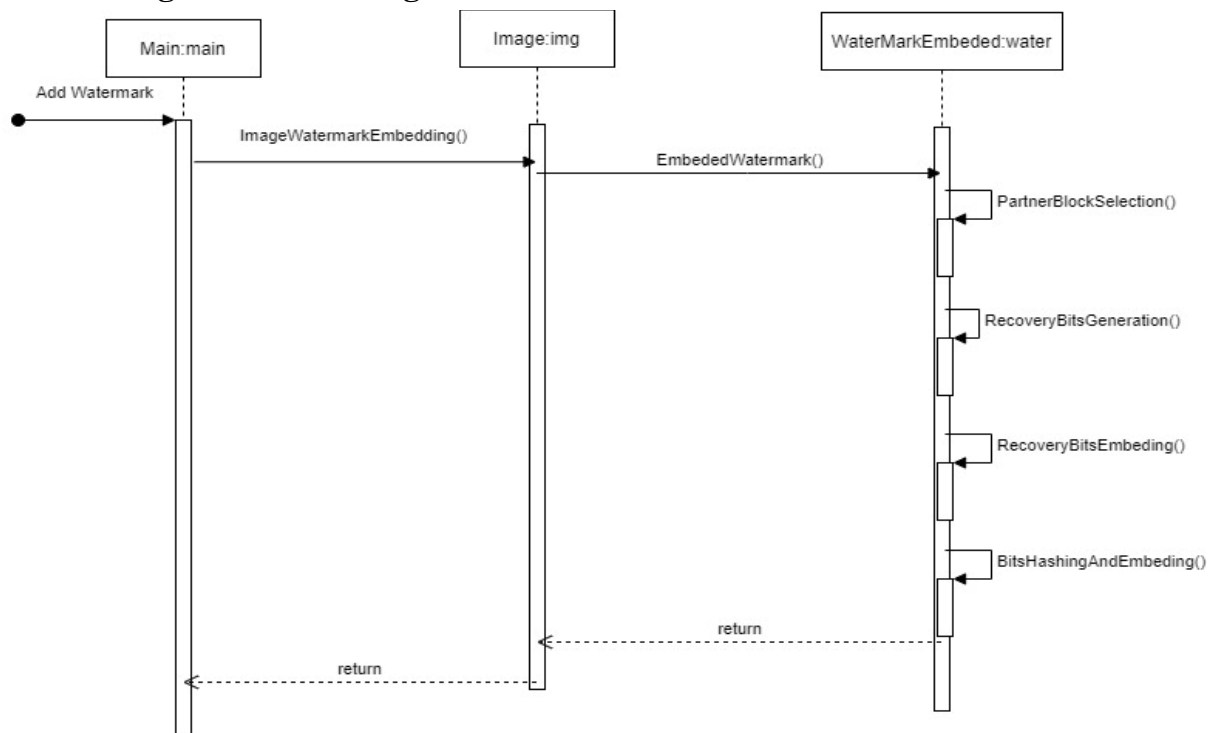 Main:main
Image:img
WaterMarkEmbeded:water
Add Watermark
ImageWatermarkEmbedding()
EmbededWatermark()
PartnerBlockSelection()
RecoveryBitsGeneration()
RecoveryBitsEmbeding()
BitsHashingAndEmbeding()
return
return